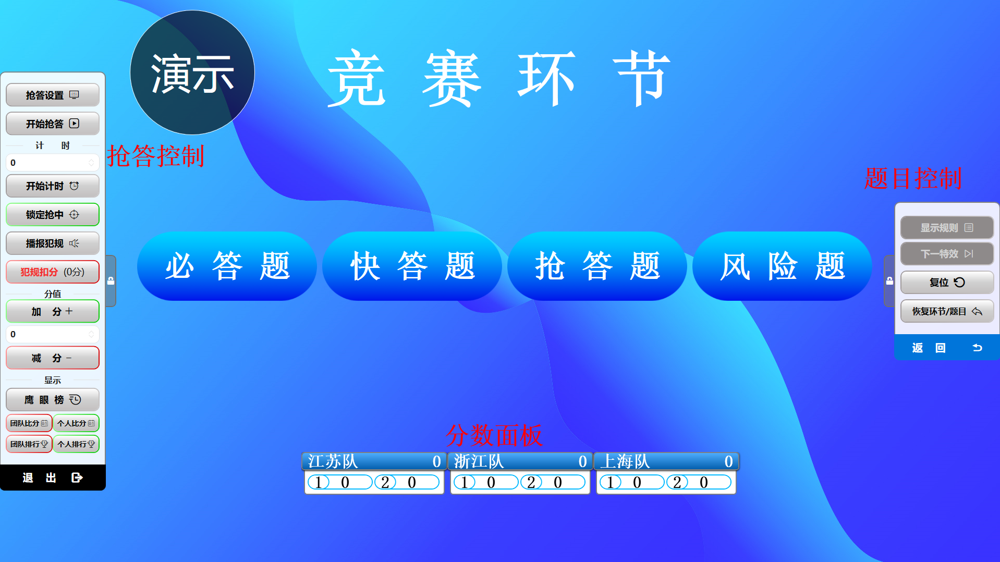 演示
竞赛环节
抢答设置
开始抢答
计 时
0
开始计时
锁定抢中
播报犯规
犯规扣分 (0分)
分值
加 分
0
减 分
显示
鹰眼榜
团队比分 个人比分
团队排行 个人排行
退 出
抢答控制
必答题 快答题 抢答题 风险题
题目控制
显示规则
下一特效
复位
恢复环节/题目
返 回
分数面板
江苏队 0 浙江队 0 上海队 0
1 0 2 0 1 0 2 0 1 0 2 0